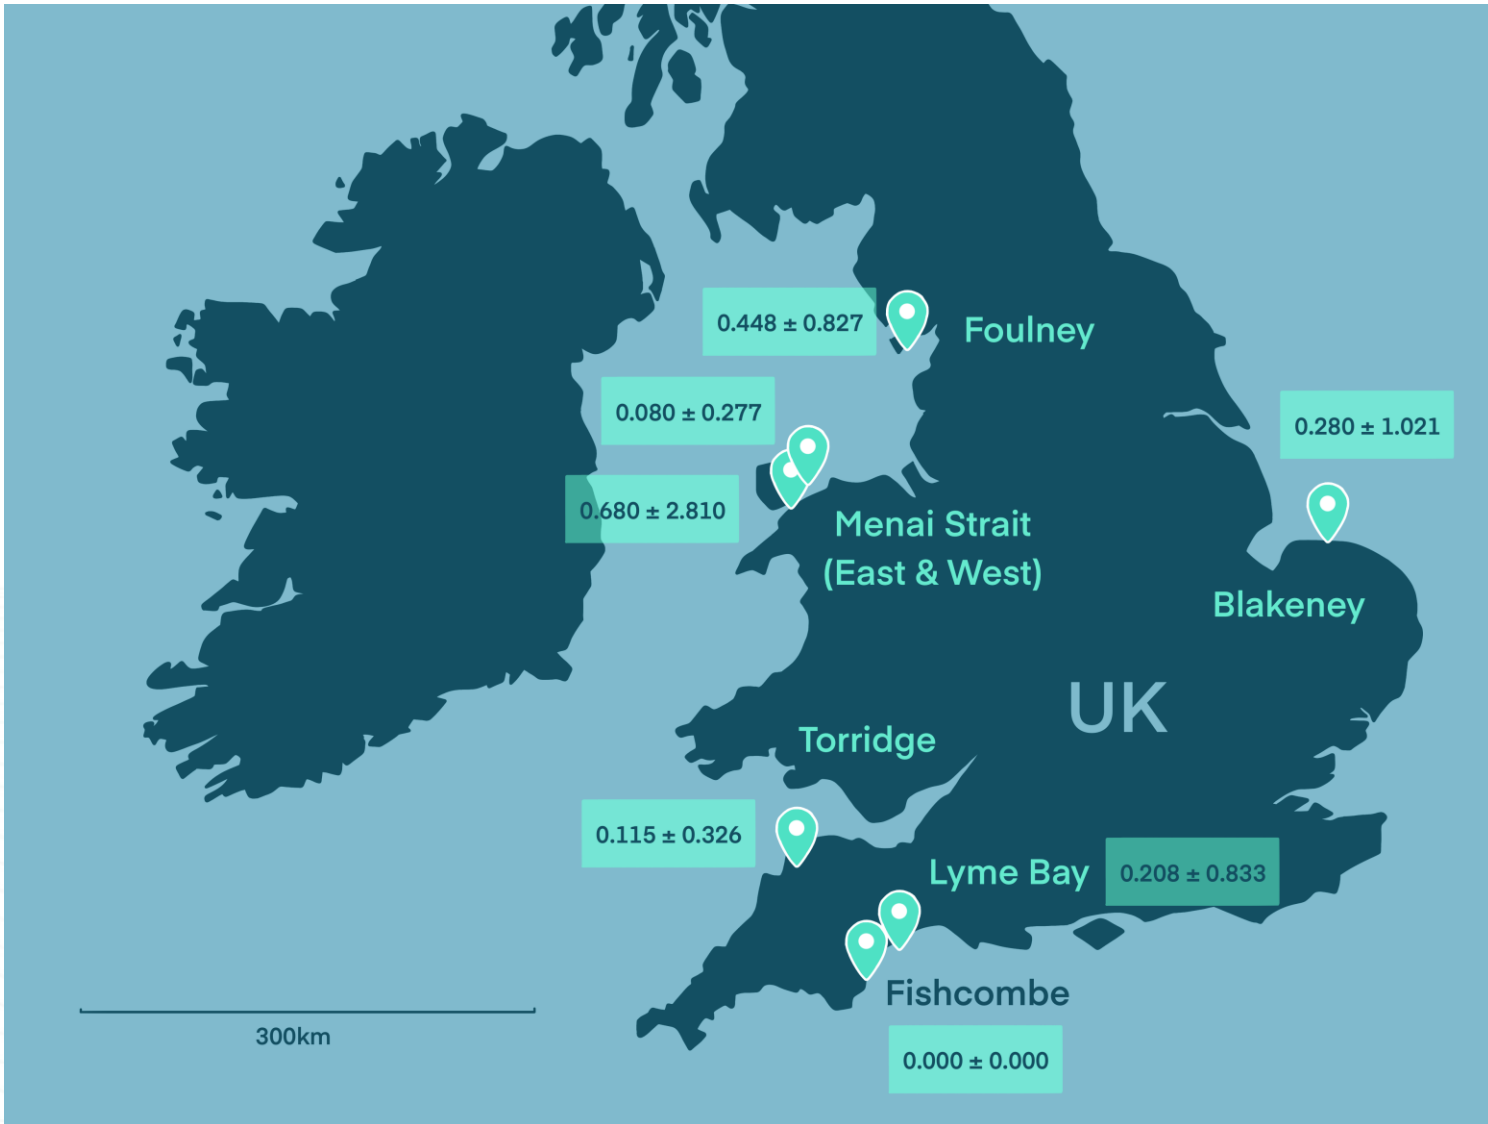 0.448 ± 0.827
Foulney
0.080 ± 0.277
0.280 ± 1.021
0.680 ± 2.810
Menai Strait
(East & West)
Blakeney
UK
Torridge
0.115 ± 0.326
Lyme Bay
0.208 ± 0.833
Fishcombe
300km
0.000 ± 0.000